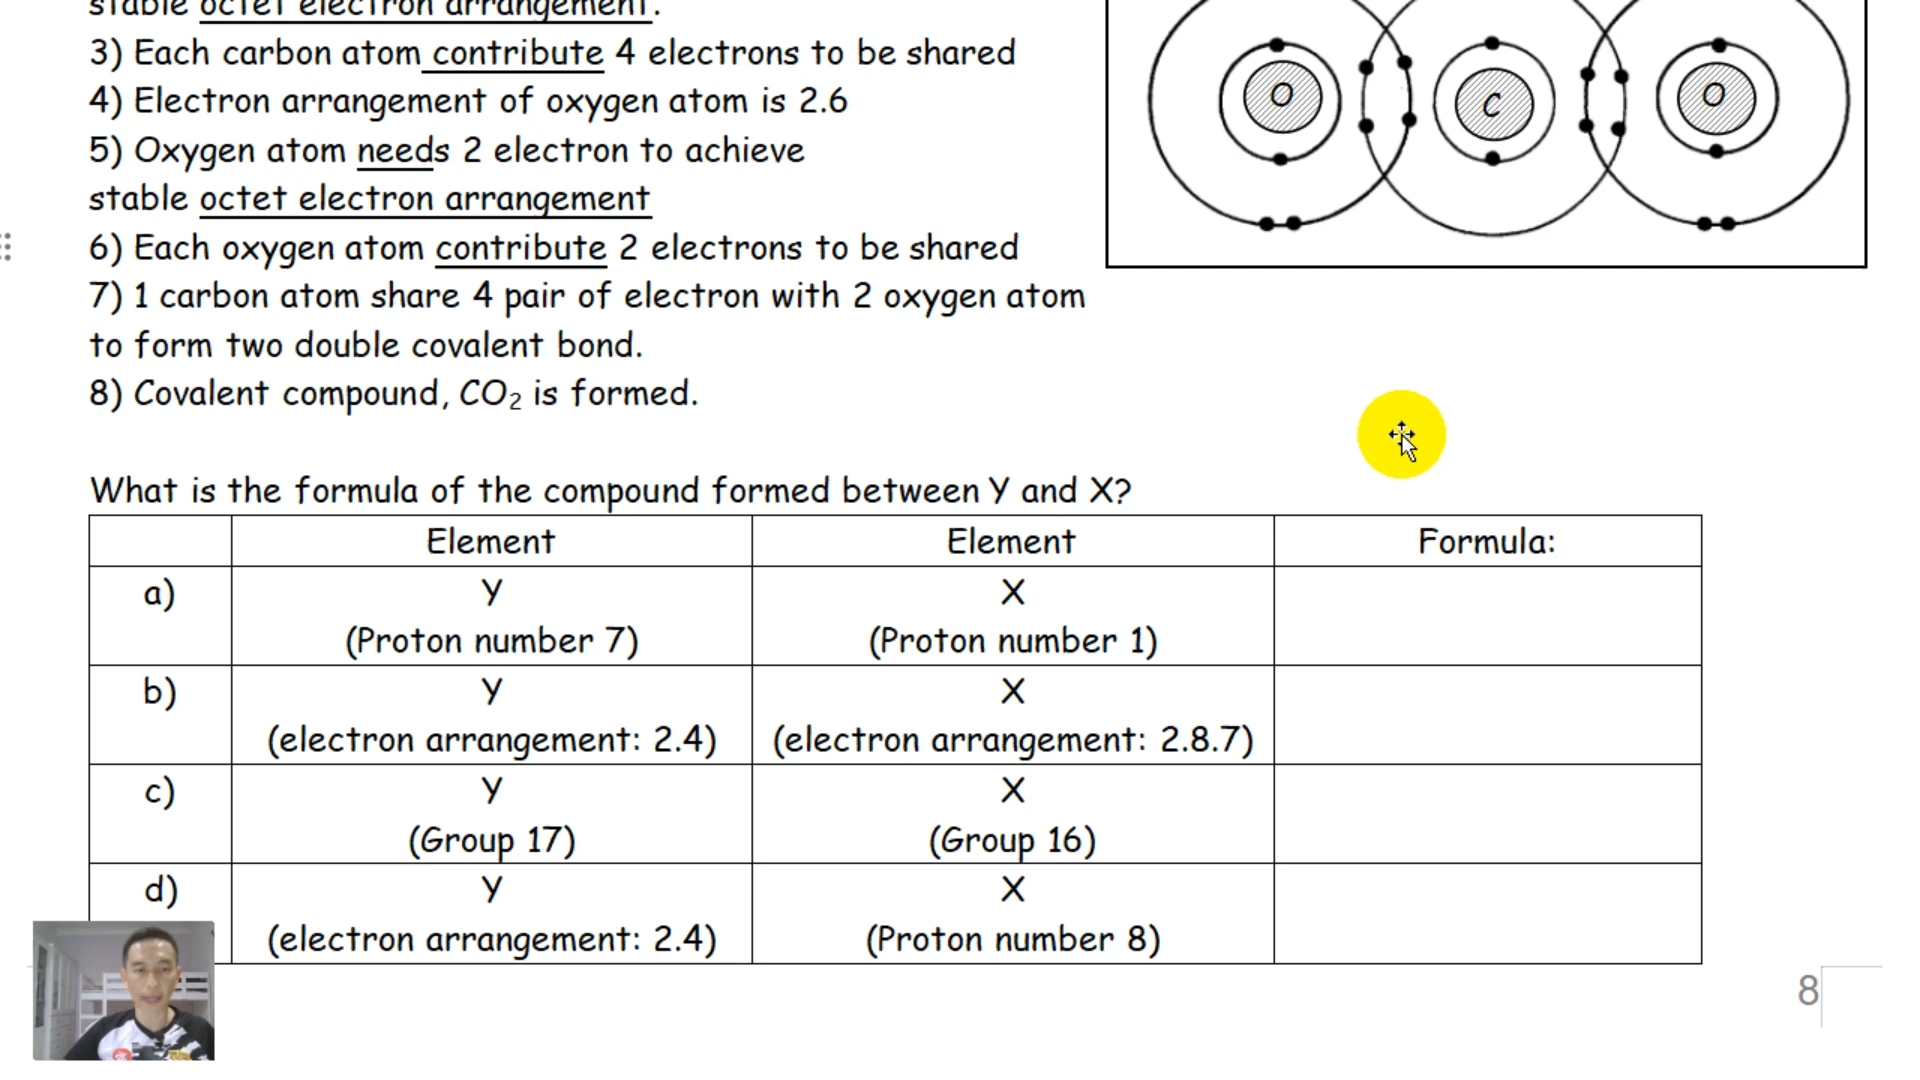 stable octet electron arrangement.
3) Each carbon atom contribute 4 electrons to be shared
4) Electron arrangement of oxygen atom is 2.6
5) Oxygen atom needs 2 electron to achieve
stable octet electron arrangement
6) Each oxygen atom contribute 2 electrons to be shared
7) 1 carbon atom share 4 pair of electron with 2 oxygen atom
to form two double covalent bond.
8) Covalent compound, CO₂ is formed.
O C O
What is the formula of the compound formed between Y and X?
Element Element Formula:
a) Y X
(Proton number 7) (Proton number 1)
b) Y X
(electron arrangement: 2.4) (electron arrangement: 2.8.7)
c) Y X
(Group 17) (Group 16)
d) Y X
(electron arrangement: 2.4) (Proton number 8)
8